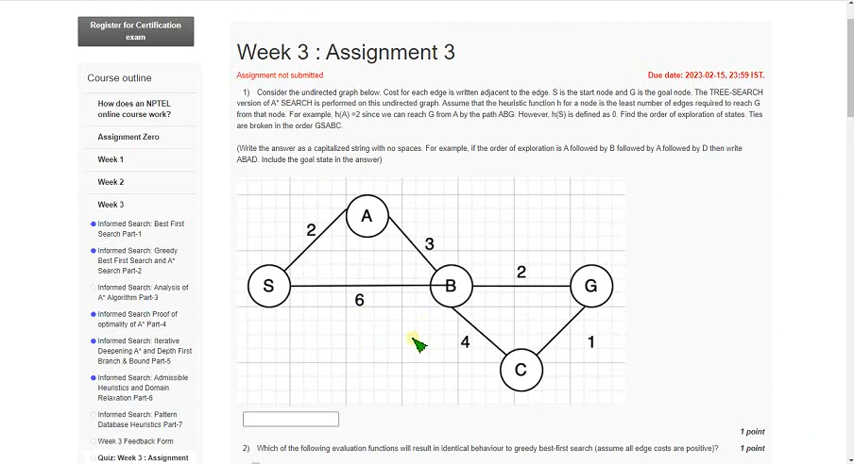 Register for Certification
exam
Course outline
How does an NPTEL
online course work?
Assignment Zero
Week 1
Week 2
Week 3
Informed Search: Best First
Search Part-1
Informed Search: Greedy
Best First Search and A*
Search Part-2
Informed Search: Analysis of
A* Algorithm Part-3
Informed Search Proof of
optimality of A* Part-4
Informed Search: Iterative
Deepening A* and Depth First
Branch & Bound Part-5
Informed Search: Admissible
Heuristics and Domain
Relaxation Part-6
Informed Search: Pattern
Database Heuristics Part-7
Week 3 Feedback Form
Quiz: Week 3 : Assignment
Week 3 : Assignment 3
Assignment not submitted
Due date: 2023-02-15, 23:59 IST.
1) Consider the undirected graph below. Cost for each edge is written adjacent to the edge. S is the start node and G is the goal node. The TREE-SEARCH
version of A* SEARCH is performed on this undirected graph. Assume that the heuristic function h for a node is the least number of edges required to reach G
from that node. For example, h(A) =2 since we can reach G from A by the path ABG. However, h(S) is defined as 0. Find the order of exploration of states. Ties
are broken in the order GSABC.
(Write the answer as a capitalized string with no spaces. For example, if the order of exploration is A followed by B followed by A followed by D then write
ABAD. Include the goal state in the answer)
A
2
3
S
B
2
G
6
4
1
C
1 point
2) Which of the following evaluation functions will result in identical behaviour to greedy best-first search (assume all edge costs are positive)?
1 point